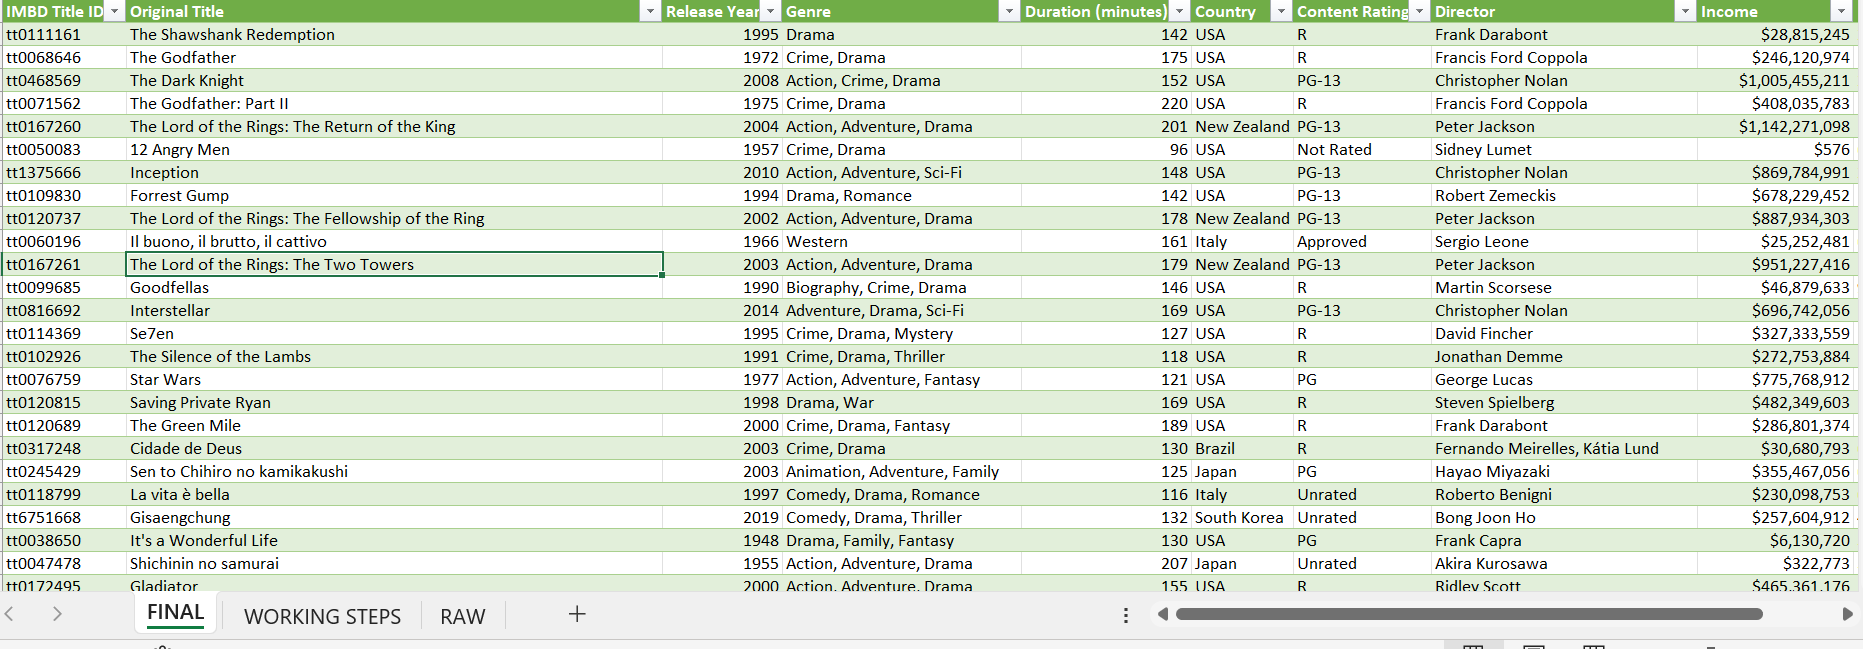 IMBD Title ID Original Title Release Year Genre Duration (minutes) Country Content Rating Director Income
tt0111161 The Shawshank Redemption 1995 Drama 142 USA R Frank Darabont $28,815,245
tt0068646 The Godfather 1972 Crime, Drama 175 USA R Francis Ford Coppola $246,120,974
tt0468569 The Dark Knight 2008 Action, Crime, Drama 152 USA PG-13 Christopher Nolan $1,005,455,211
tt0071562 The Godfather: Part II 1975 Crime, Drama 220 USA R Francis Ford Coppola $408,035,783
tt0167260 The Lord of the Rings: The Return of the King 2004 Action, Adventure, Drama 201 New Zealand PG-13 Peter Jackson $1,142,271,098
tt0050083 12 Angry Men 1957 Crime, Drama 96 USA Not Rated Sidney Lumet $576
tt1375666 Inception 2010 Action, Adventure, Sci-Fi 148 USA PG-13 Christopher Nolan $869,784,991
tt0109830 Forrest Gump 1994 Drama, Romance 142 USA PG-13 Robert Zemeckis $678,229,452
tt0120737 The Lord of the Rings: The Fellowship of the Ring 2002 Action, Adventure, Drama 178 New Zealand PG-13 Peter Jackson $887,934,303
tt0060196 Il buono, il brutto, il cattivo 1966 Western 161 Italy Approved Sergio Leone $25,252,481
tt0167261 The Lord of the Rings: The Two Towers 2003 Action, Adventure, Drama 179 New Zealand PG-13 Peter Jackson $951,227,416
tt0099685 Goodfellas 1990 Biography, Crime, Drama 146 USA R Martin Scorsese $46,879,633
tt0816692 Interstellar 2014 Adventure, Drama, Sci-Fi 169 USA PG-13 Christopher Nolan $696,742,056
tt0114369 Se7en 1995 Crime, Drama, Mystery 127 USA R David Fincher $327,333,559
tt0102926 The Silence of the Lambs 1991 Crime, Drama, Thriller 118 USA R Jonathan Demme $272,753,884
tt0076759 Star Wars 1977 Action, Adventure, Fantasy 121 USA PG George Lucas $775,768,912
tt0120815 Saving Private Ryan 1998 Drama, War 169 USA R Steven Spielberg $482,349,603
tt0120689 The Green Mile 2000 Crime, Drama, Fantasy 189 USA R Frank Darabont $286,801,374
tt0317248 Cidade de Deus 2003 Crime, Drama 130 Brazil R Fernando Meirelles, Kátia Lund $30,680,793
tt0245429 Sen to Chihiro no kamikakushi 2003 Animation, Adventure, Family 125 Japan PG Hayao Miyazaki $355,467,056
tt0118799 La vita è bella 1997 Comedy, Drama, Romance 116 Italy Unrated Roberto Benigni $230,098,753
tt6751668 Gisaengchung 2019 Comedy, Drama, Thriller 132 South Korea Unrated Bong Joon Ho $257,604,912
tt0038650 It's a Wonderful Life 1948 Drama, Family, Fantasy 130 USA PG Frank Capra $6,130,720
tt0047478 Shichinin no samurai 1955 Action, Adventure, Drama 207 Japan Unrated Akira Kurosawa $322,773
tt0172495 Gladiator 2000 Action, Adventure, Drama 155 USA R Ridley Scott $465,361,176
FINAL WORKING STEPS RAW